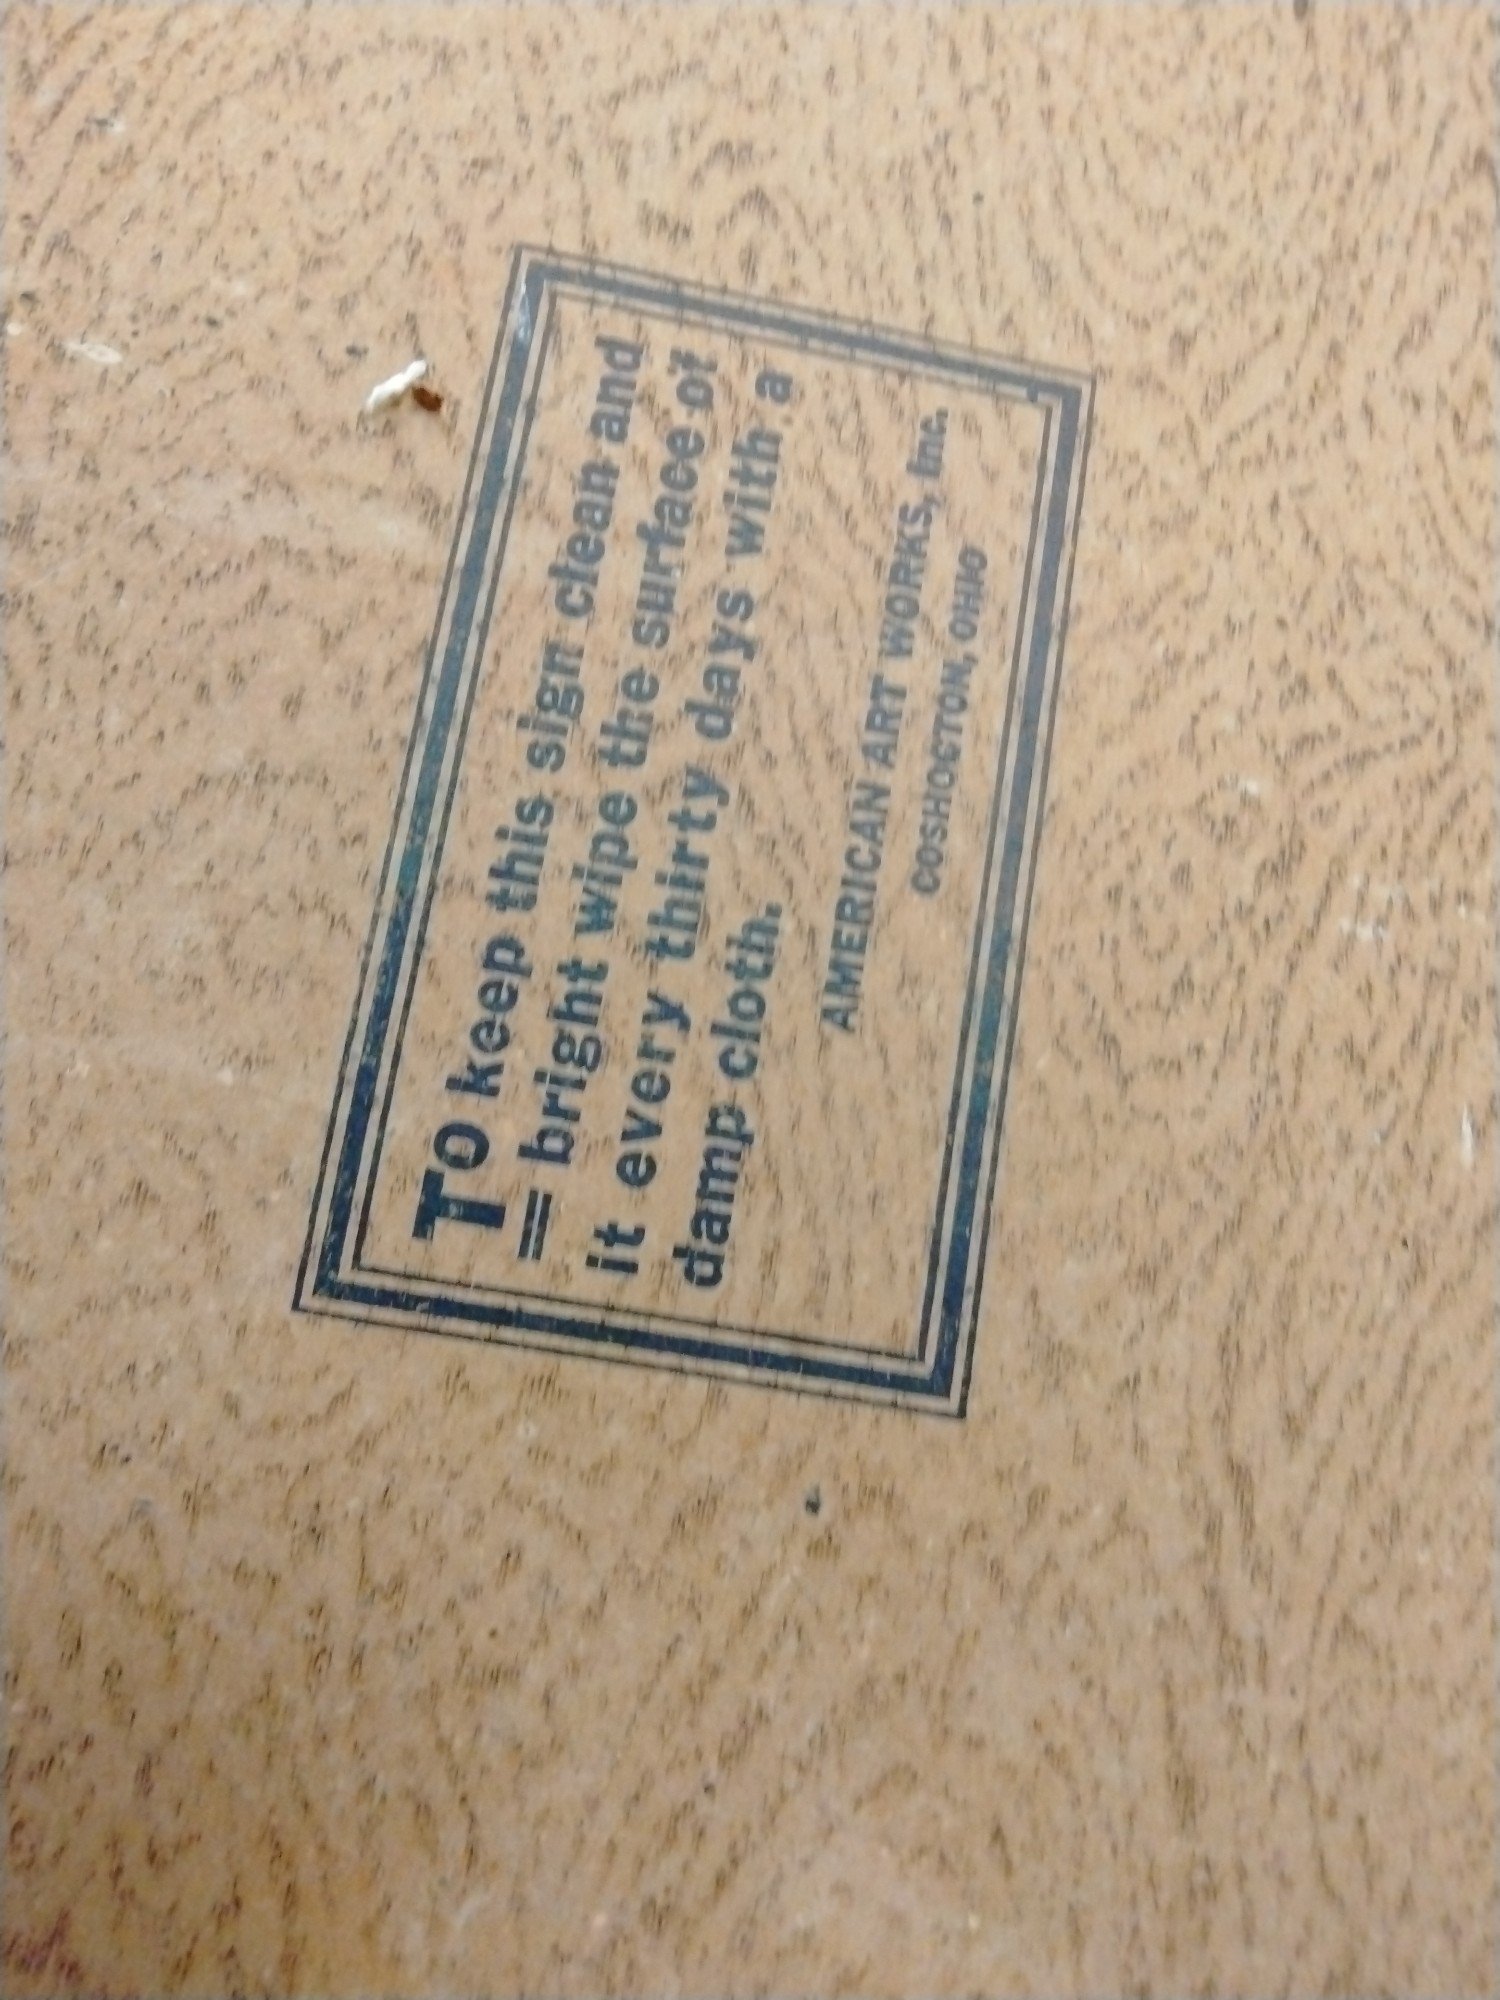 To keep this sign clean and
= bright wipe the surface of
it every thirty days with a
damp cloth.
AMERICAN ART WORKS, Inc.
COSHOCTON, OHIO